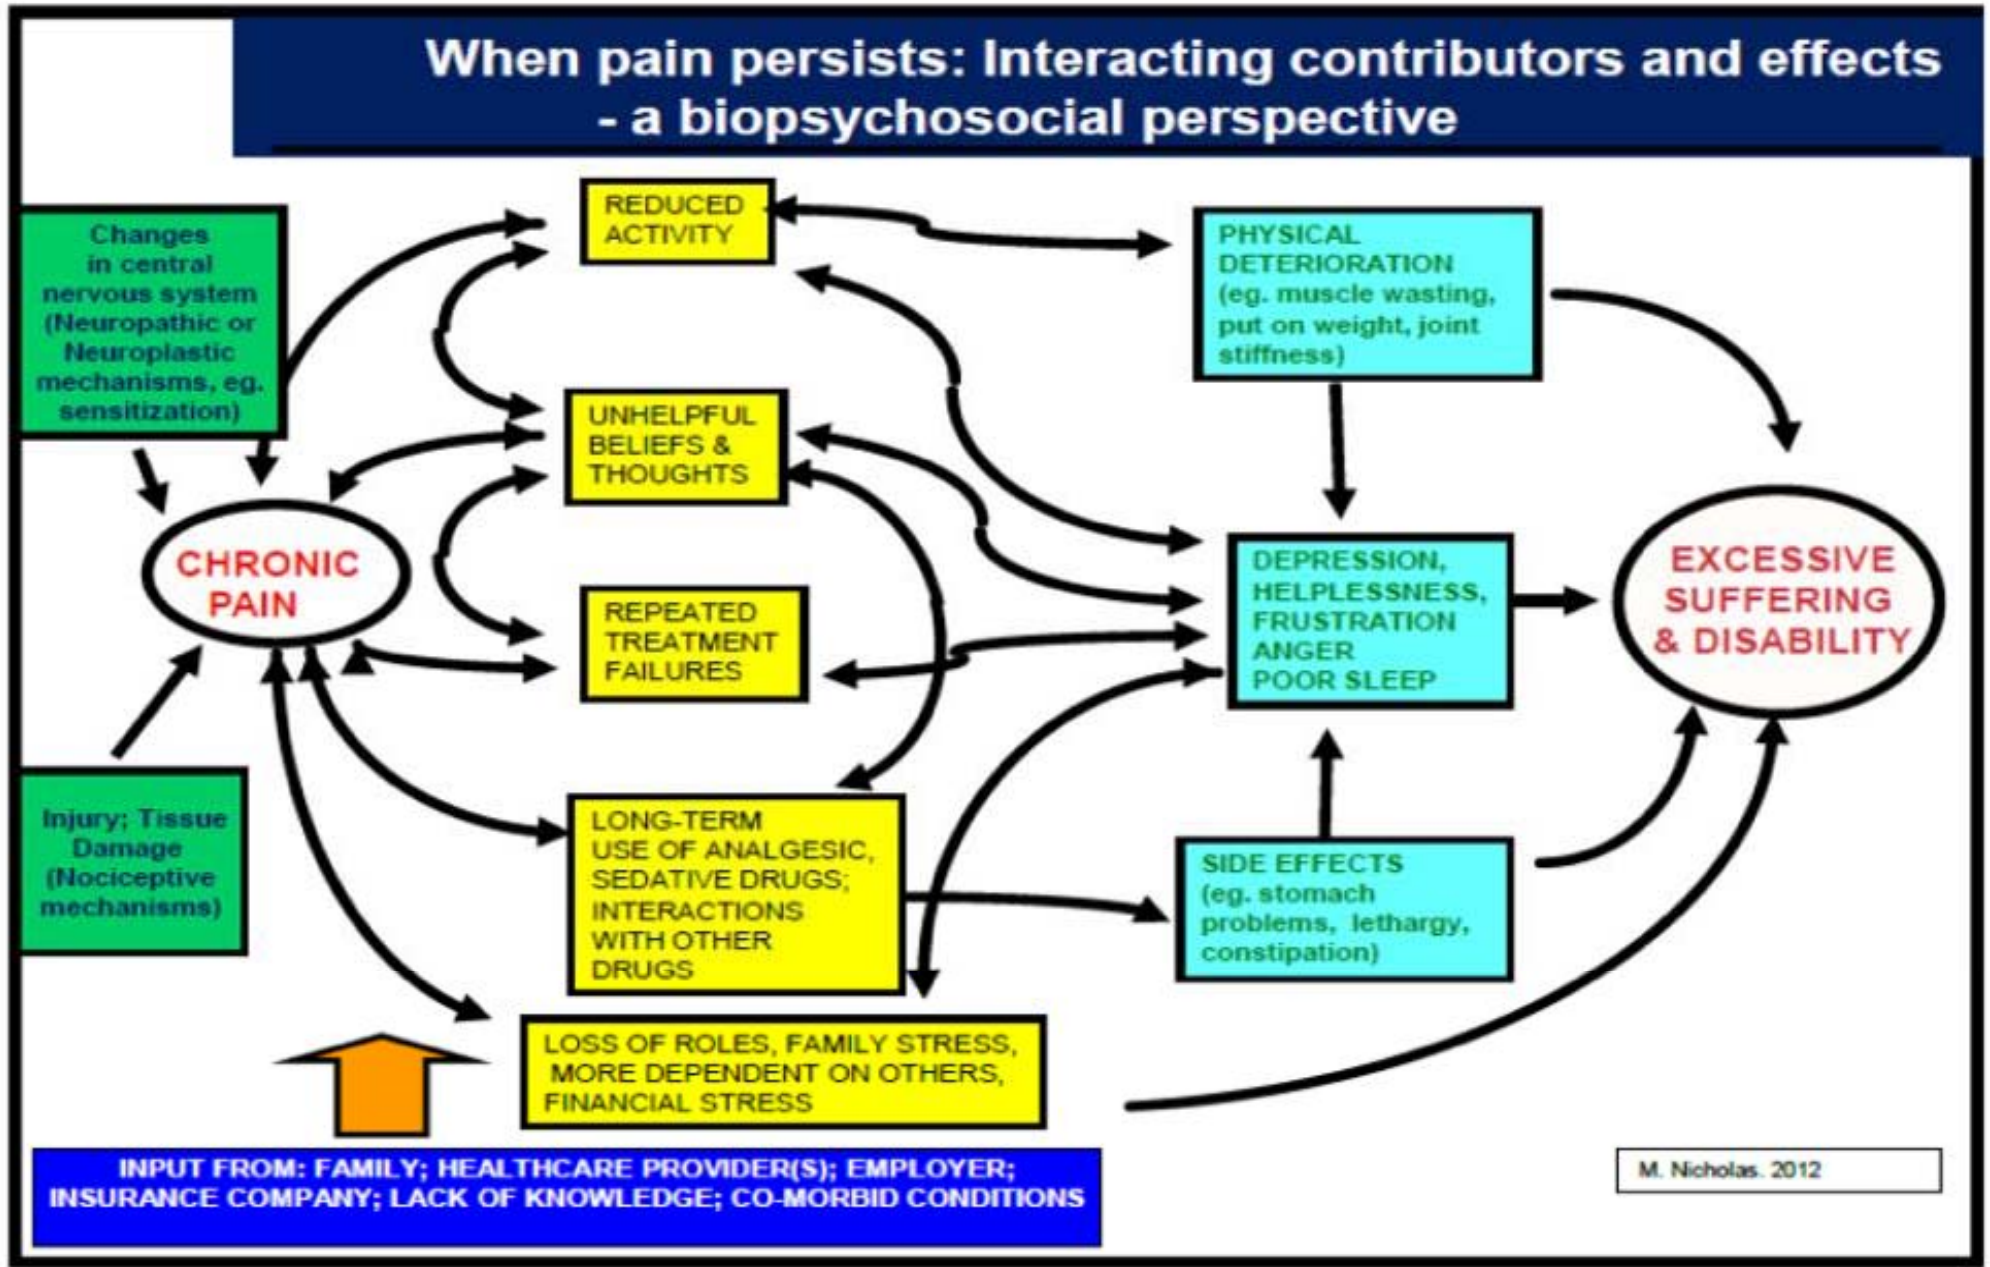 When pain persists: Interacting contributors and effects
- a biopsychosocial perspective
Changes
in central
nervous system
(Neuropathic or
Neuroplastic
mechanisms, eg.
sensitization)
CHRONIC
PAIN
Injury; Tissue
Damage
(Nociceptive
mechanisms)
REDUCED
ACTIVITY
UNHELPFUL
BELIEFS &
THOUGHTS
REPEATED
TREATMENT
FAILURES
LONG-TERM
USE OF ANALGESIC,
SEDATIVE DRUGS;
INTERACTIONS
WITH OTHER
DRUGS
LOSS OF ROLES, FAMILY STRESS,
MORE DEPENDENT ON OTHERS,
FINANCIAL STRESS
PHYSICAL
DETERIORATION
(eg. muscle wasting,
put on weight, joint
stiffness)
DEPRESSION,
HELPLESSNESS,
FRUSTRATION
ANGER
POOR SLEEP
SIDE EFFECTS
(eg. stomach
problems, lethargy,
constipation)
EXCESSIVE
SUFFERING
& DISABILITY
INPUT FROM: FAMILY; HEALTHCARE PROVIDER(S); EMPLOYER;
INSURANCE COMPANY; LACK OF KNOWLEDGE; CO-MORBID CONDITIONS
M. Nicholas. 2012